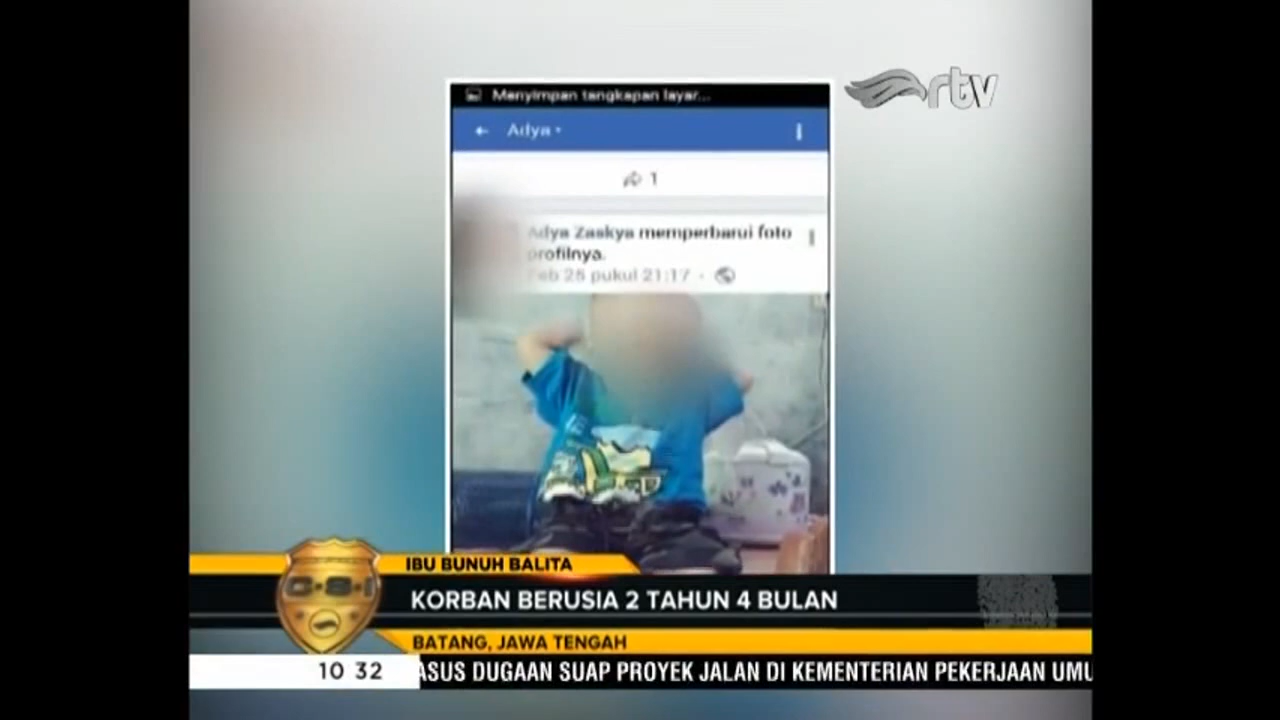 rtv
Menyimpan tangkapan layar...
Adya
1
Adya Zaskya memperbarui foto
profilnya.
Feb 25 pukul 21:17
IBU BUNUH BALITA
C.S.I
KORBAN BERUSIA 2 TAHUN 4 BULAN
BATANG, JAWA TENGAH
10 32
ASUS DUGAAN SUAP PROYEK JALAN DI KEMENTERIAN PEKERJAAN UMU